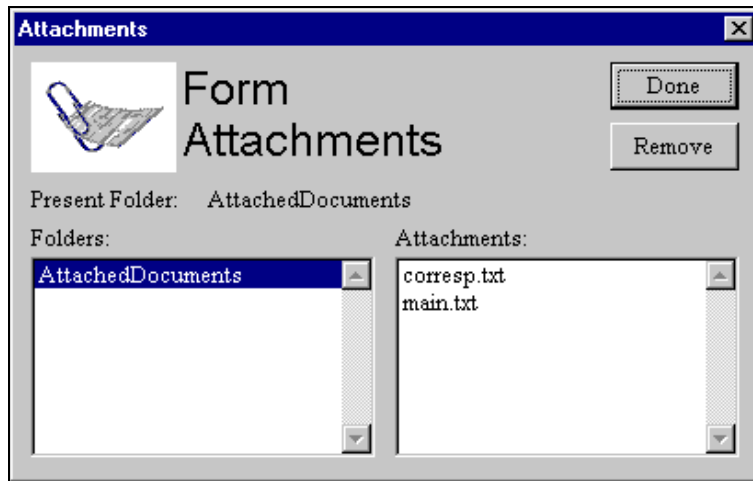 Attachments
Form
Attachments
Done
Remove
Present Folder: AttachedDocuments
Folders:
AttachedDocuments
Attachments:
corresp.txt
main.txt